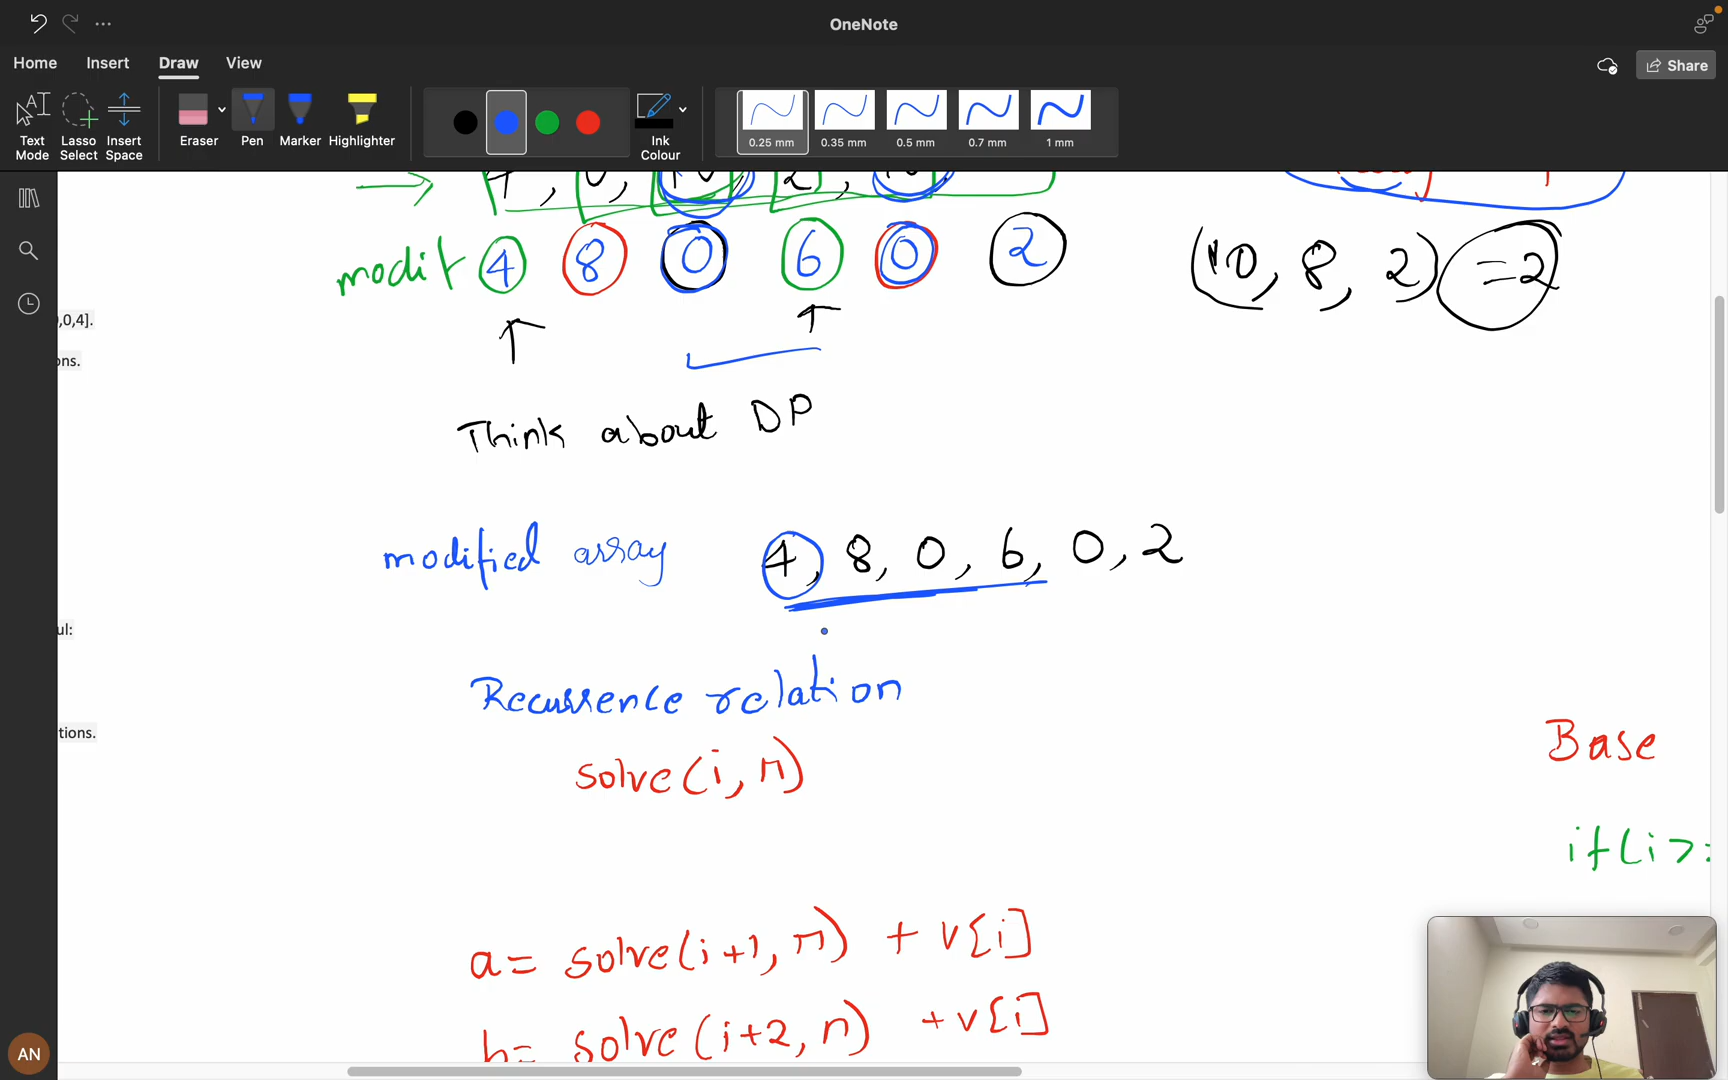 OneNote
Home Insert Draw View
Share
Text Mode
Lasso Select
Insert Space
Eraser
Pen
Marker
Highlighter
Ink Colour
0.25 mm
0.35 mm
0.5 mm
0.7 mm
1 mm
modif 4 8 0 6 0 2
(10, 8, 2) =2
,0,4].
ons.
Think about DP
modified array 4, 8, 0, 6, 0, 2
ul:
Recurrence relation
tions.
solve(i, n)
Base
if(i>=
a= solve(i+1, n) + v[i]
b= solve(i+2, n) +v[i]
AN